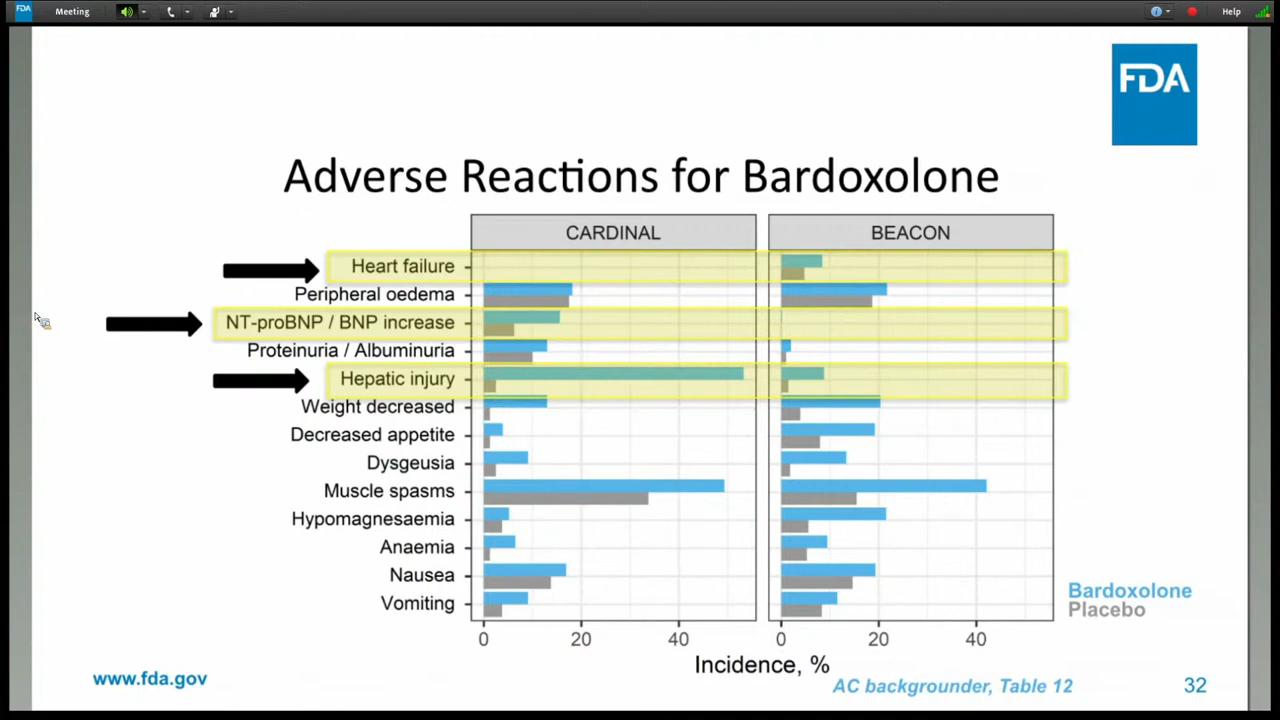 FDA Meeting Help
FDA
Adverse Reactions for Bardoxolone
CARDINAL BEACON
Heart failure
Peripheral oedema
NT-proBNP / BNP increase
Proteinuria / Albuminuria
Hepatic injury
Weight decreased
Decreased appetite
Dysgeusia
Muscle spasms
Hypomagnesaemia
Anaemia
Nausea
Vomiting
Bardoxolone
Placebo
0 20 40 0 20 40
Incidence, %
www.fda.gov AC backgrounder, Table 12 32